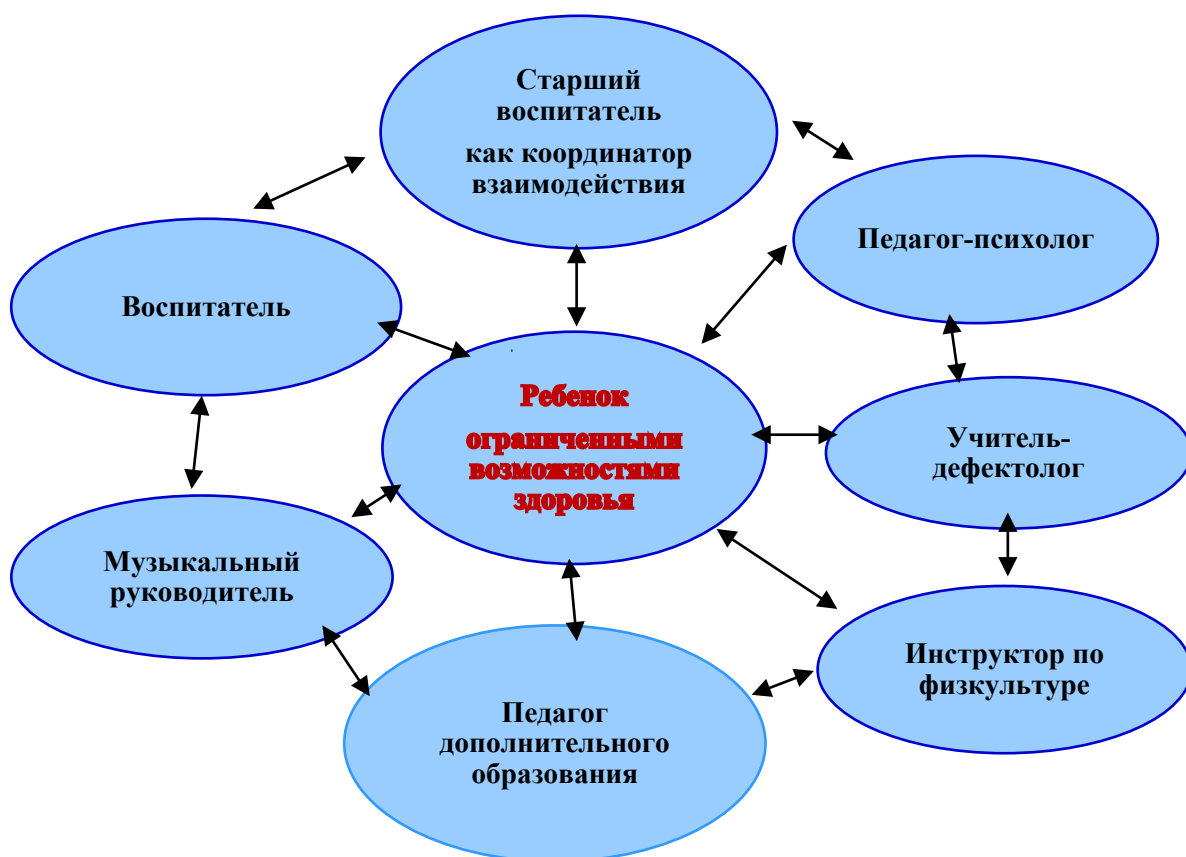 Старший
воспитатель
как координатор
взаимодействия
Педагог-психолог
Воспитатель
Ребенок
ограниченными
возможностями
здоровья
Учитель-
дефектолог
Музыкальный
руководитель
Инструктор по
физкультуре
Педагог
дополнительного
образования